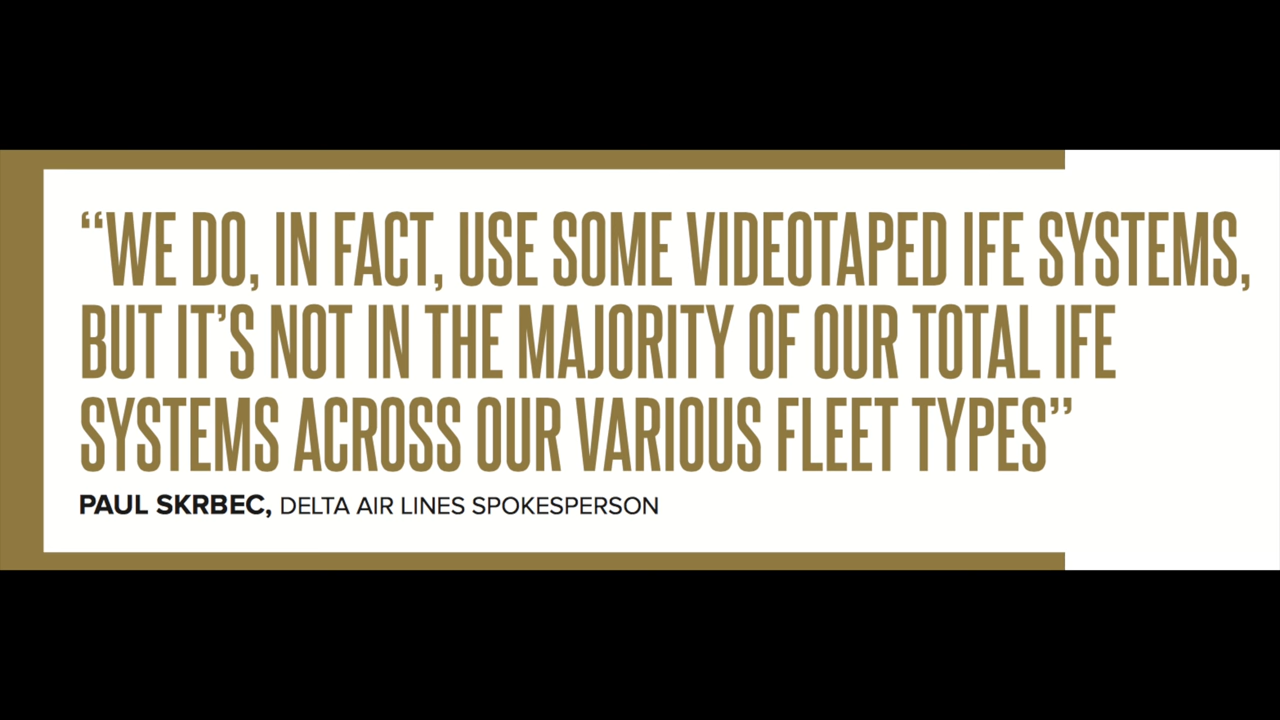 “WE DO, IN FACT, USE SOME VIDEOTAPED IFE SYSTEMS,
BUT IT’S NOT IN THE MAJORITY OF OUR TOTAL IFE
SYSTEMS ACROSS OUR VARIOUS FLEET TYPES”
PAUL SKRBEC, DELTA AIR LINES SPOKESPERSON